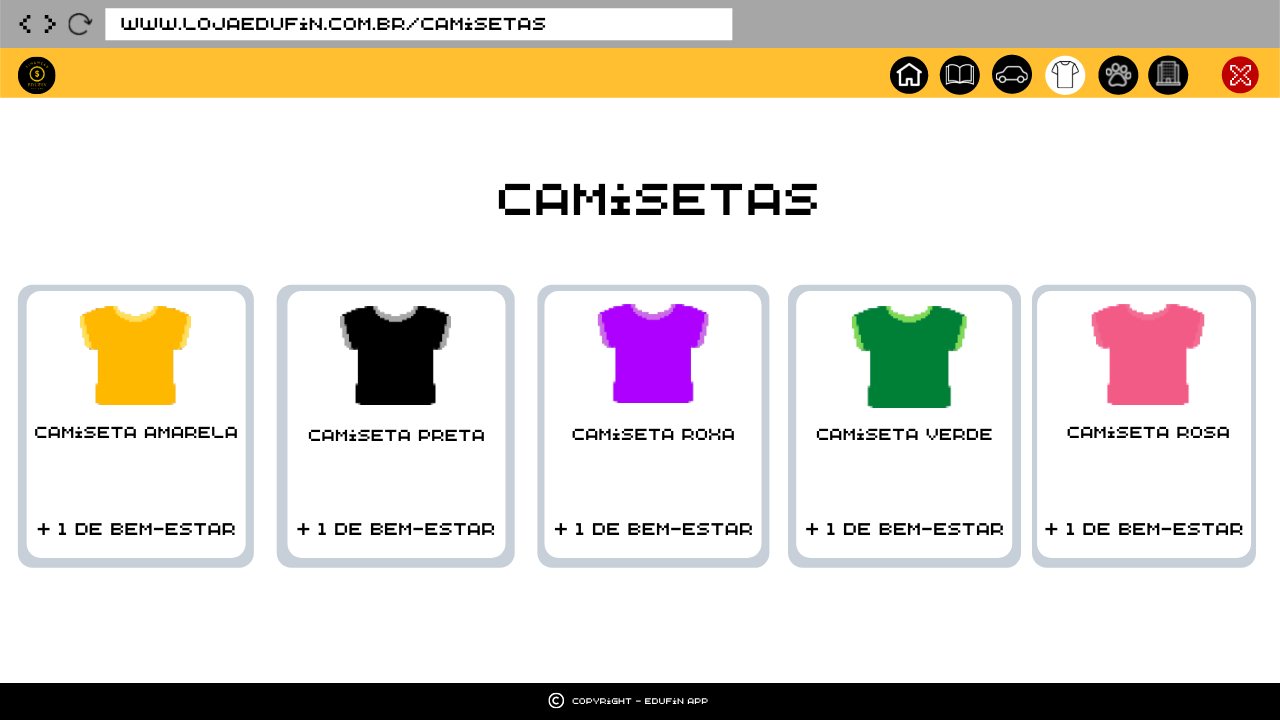 WWW.LOJAEDUFiN.COM.BR/CAMiSETAS
CAMiSETAS
CAMiSETA AMARELA
CAMiSETA PRETA
CAMiSETA ROXA
CAMiSETA VERDE
CAMiSETA ROSA
+ 1 DE BEM-ESTAR
+ 1 DE BEM-ESTAR
+ 1 DE BEM-ESTAR
+ 1 DE BEM-ESTAR
+ 1 DE BEM-ESTAR
© COPYRiGHT - EDUFiN APP